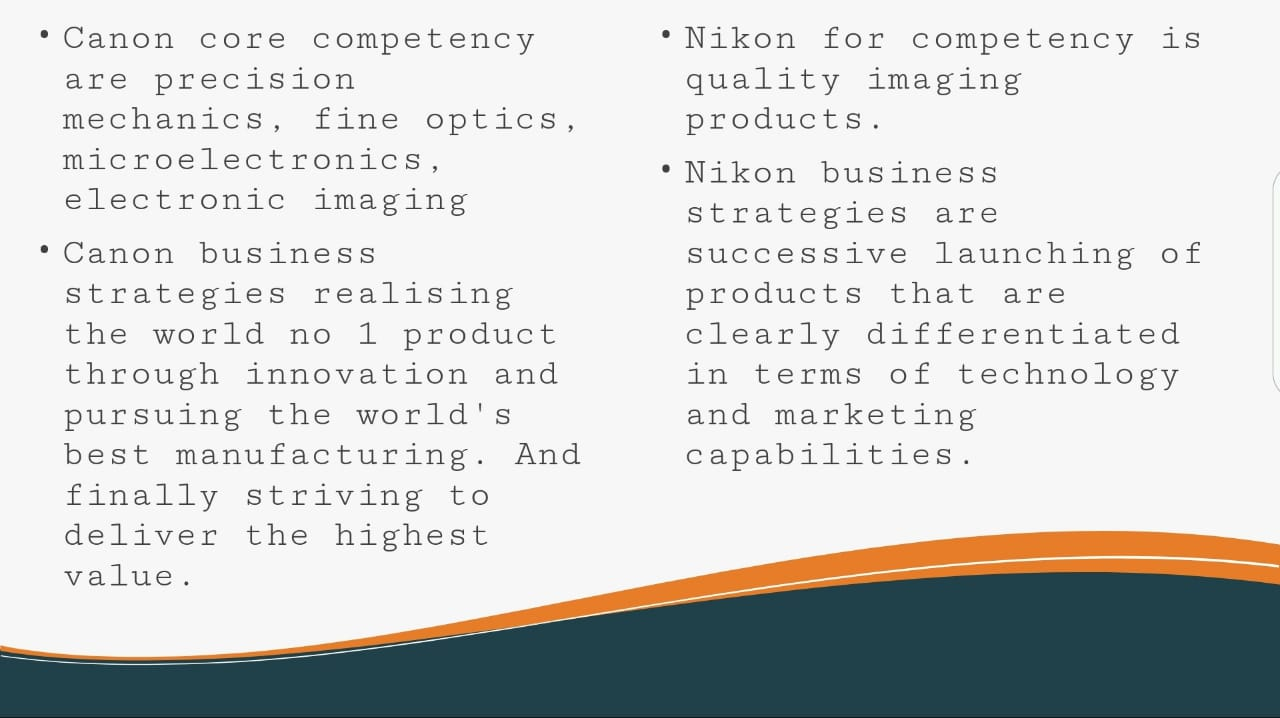 • Canon core competency
are precision
mechanics, fine optics,
microelectronics,
electronic imaging
• Canon business
strategies realising
the world no 1 product
through innovation and
pursuing the world's
best manufacturing. And
finally striving to
deliver the highest
value.
• Nikon for competency is
quality imaging
products.
• Nikon business
strategies are
successive launching of
products that are
clearly differentiated
in terms of technology
and marketing
capabilities.